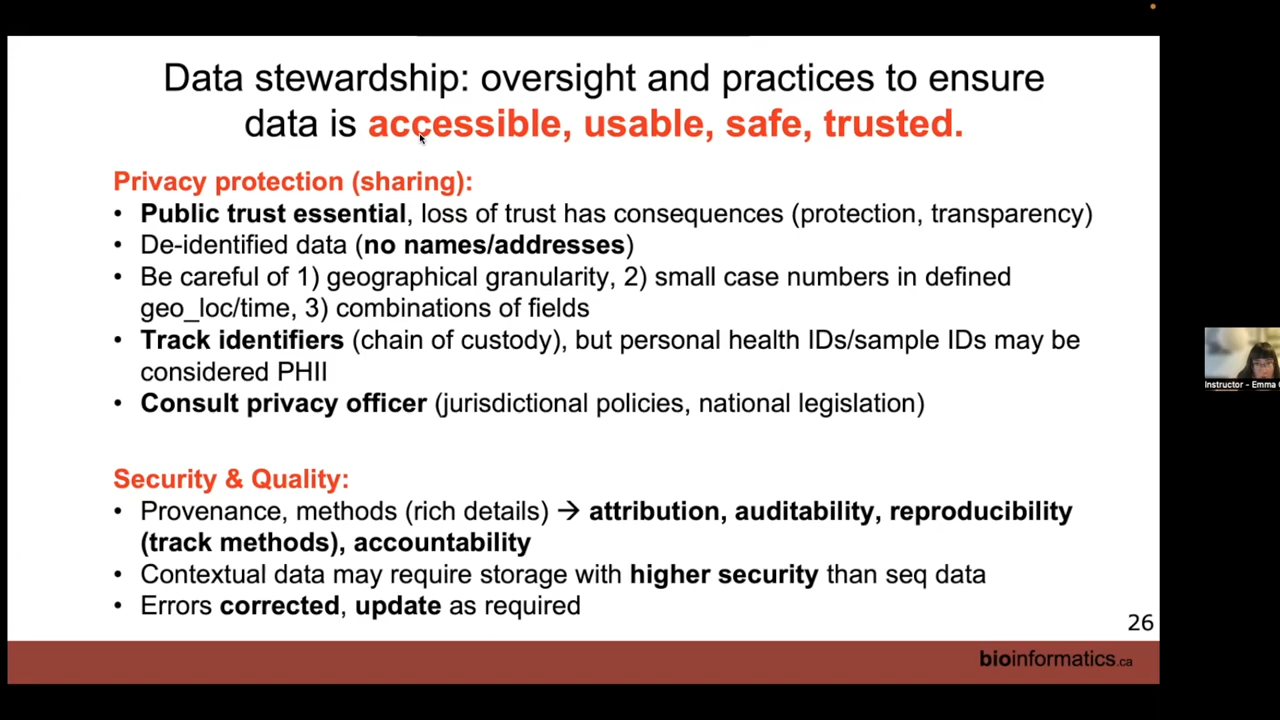 Data stewardship: oversight and practices to ensure
data is accessible, usable, safe, trusted.
Privacy protection (sharing):
• Public trust essential, loss of trust has consequences (protection, transparency)
• De-identified data (no names/addresses)
• Be careful of 1) geographical granularity, 2) small case numbers in defined
geo_loc/time, 3) combinations of fields
• Track identifiers (chain of custody), but personal health IDs/sample IDs may be
considered PHII
• Consult privacy officer (jurisdictional policies, national legislation)
Security & Quality:
• Provenance, methods (rich details) → attribution, auditability, reproducibility
(track methods), accountability
• Contextual data may require storage with higher security than seq data
• Errors corrected, update as required
26
bioinformatics.ca
Instructor - Emma